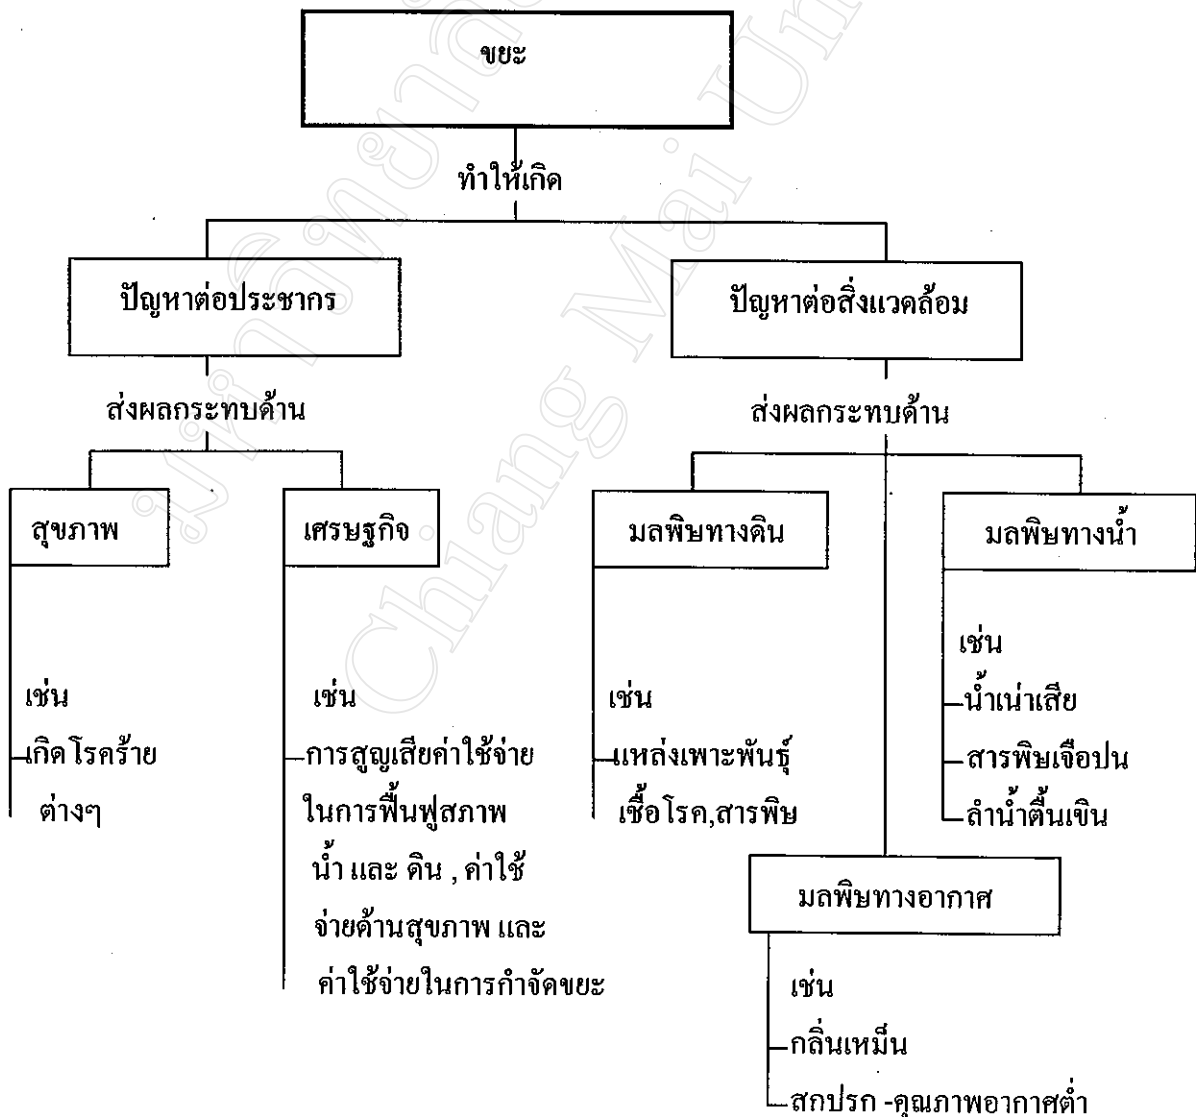 ขยะ
ทำให้เกิด
ปัญหาต่อประชากร
ปัญหาต่อสิ่งแวดล้อม
ส่งผลกระทบด้าน
ส่งผลกระทบด้าน
สุขภาพ
เศรษฐกิจ
มลพิษทางดิน
มลพิษทางน้ำ
เช่น
เกิดโรคร้าย
ต่างๆ
เช่น
การสูญเสียค่าใช้จ่าย
ในการฟื้นฟูสภาพ
น้ำ และ ดิน , ค่าใช้
จ่ายด้านสุขภาพ และ
ค่าใช้จ่ายในการกำจัดขยะ
เช่น
แหล่งเพาะพันธุ์
เชื้อโรค,สารพิษ
เช่น
น้ำเน่าเสีย
สารพิษเจือปน
ลำน้ำตื้นเขิน
มลพิษทางอากาศ
เช่น
กลิ่นเหม็น
สกปรก -คุณภาพอากาศต่ำ
Chiang Mai Un